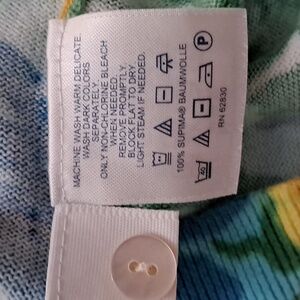 MACHINE WASH WARM DELICATE.
WASH DARK COLORS
SEPARATELY.
ONLY NON-CHLORINE BLEACH
WHEN NEEDED.
REMOVE PROMPTLY.
BLOCK FLAT TO DRY
LIGHT STEAM IF NEEDED.
40
P
100% SUPIMA® BAUMWOLLE
RN 62830